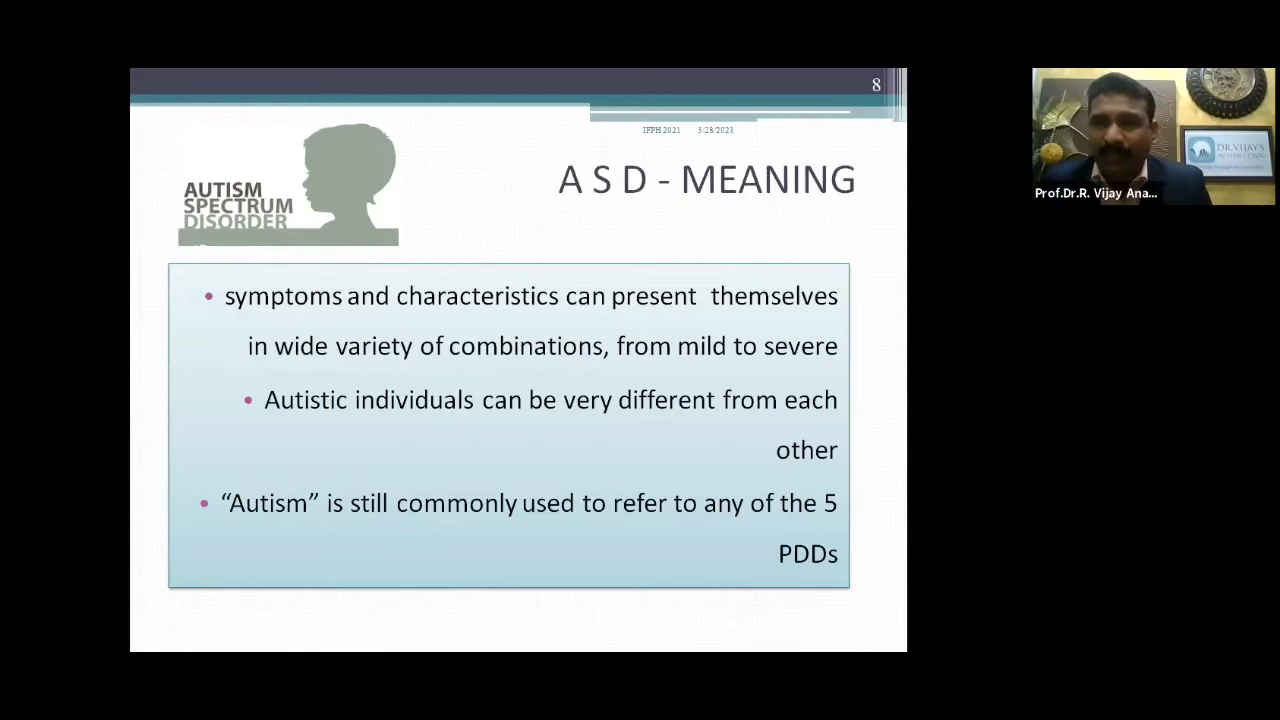 8
IFPH 2021 3/28/2021
A S D - MEANING
AUTISM
SPECTRUM
DISORDER
• symptoms and characteristics can present themselves
in wide variety of combinations, from mild to severe
• Autistic individuals can be very different from each
other
• “Autism” is still commonly used to refer to any of the 5
PDDs
DR.VIJAY'S
AUTISM CLINIC
Prof.Dr.R. Vijay Ana...